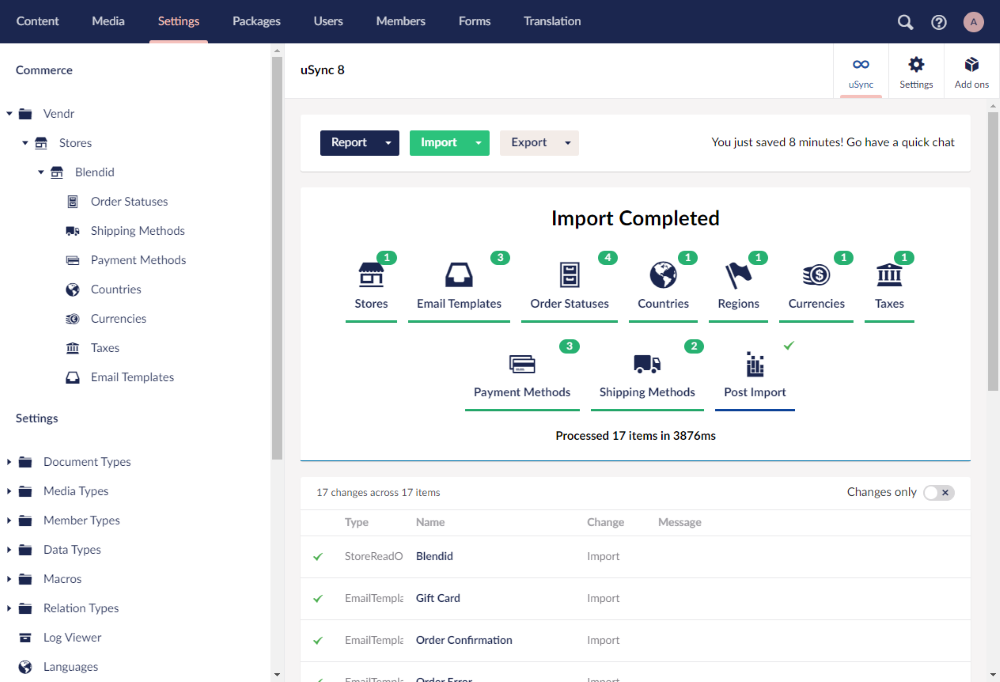 Content Media Settings Packages Users Members Forms Translation A
Commerce
Vendr
Stores
Blendid
Order Statuses
Shipping Methods
Payment Methods
Countries
Currencies
Taxes
Email Templates
Settings
Document Types
Media Types
Member Types
Data Types
Macros
Relation Types
Log Viewer
Languages
uSync 8
uSync Settings Add ons
Report Import Export You just saved 8 minutes! Go have a quick chat
Import Completed
1 3 4 1 1 1 1
Stores Email Templates Order Statuses Countries Regions Currencies Taxes
3 2
Payment Methods Shipping Methods Post Import
Processed 17 items in 3876ms
17 changes across 17 items Changes only
Type Name Change Message
StoreReadO Blendid Import
EmailTempla Gift Card Import
EmailTempla Order Confirmation Import
EmailTempla Order Error Import